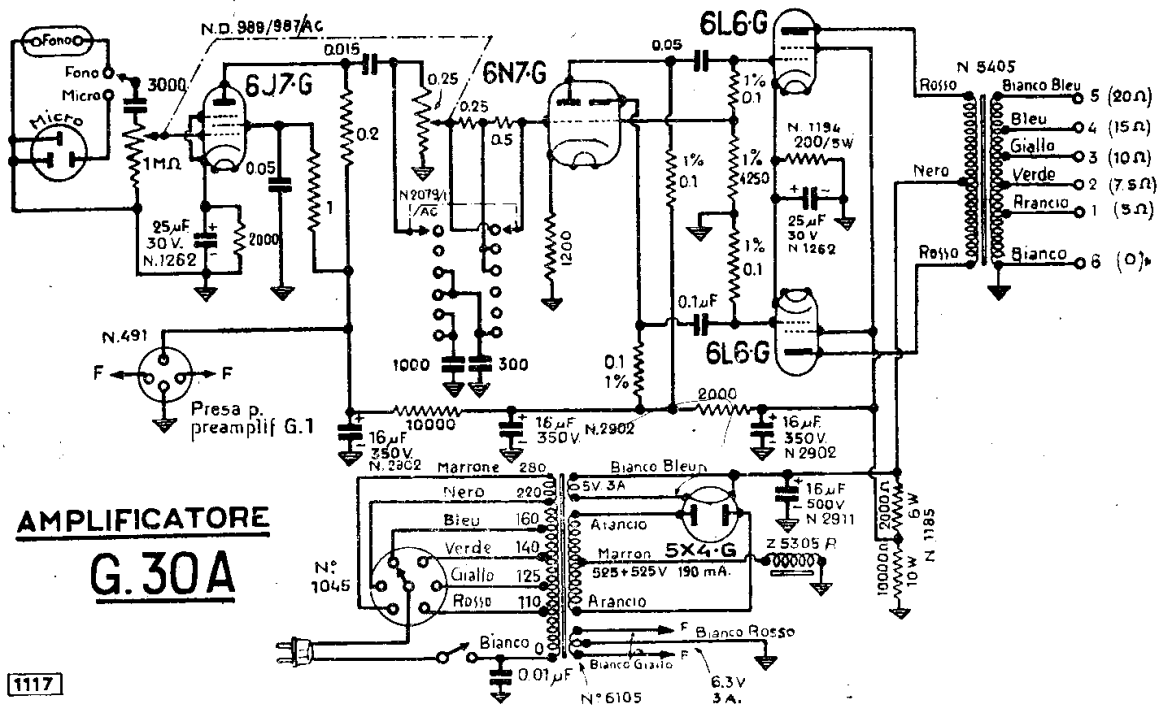 N.D. 989/987/AC
Fono
Fono
Micro
3000
Micro
1MΩ
6J7·G
0.05
25µF
30V.
N.1262
2000
1
0.015
0.2
0.25
0.25
0.5
6N7·G
N2079/1
/AC
1200
1000
300
0.05
1%
0.1
1%
0.1
1%
4250
1%
0.1
0.1µF
0.1
1%
6L6·G
6L6·G
N.1194
200/5W
25µF
30V
N1262
N 5405
Rosso
Nero
Rosso
Bianco Bleu 5 (20Ω)
Bleu 4 (15Ω)
Giallo 3 (10Ω)
Verde 2 (7.5Ω)
Arancio 1 (5Ω)
Bianco 6 (0)
N.491
F F
Presa p.
preamplif G.1
16µF
350V.
N.2902
10000
16µF
350V.
N.2902
2000
16µF
350V.
N2902
AMPLIFICATORE
G.30A
N°
1045
Marrone 280
Nero 220
Bleu 160
Verde 140
Giallo 125
Rosso 110
Bianco 0
0.01µF
Bianco Bleu
5V 3A
Arancio
Marron
525+525V 190 mA.
Arancio
5X4·G
Z 5305 R
16µF
500V
N 2911
2000Ω
6W
10000Ω
10W
N 1185
F Bianco Rosso
Bianco Giallo F
6.3V
3A.
N° 6105
1117